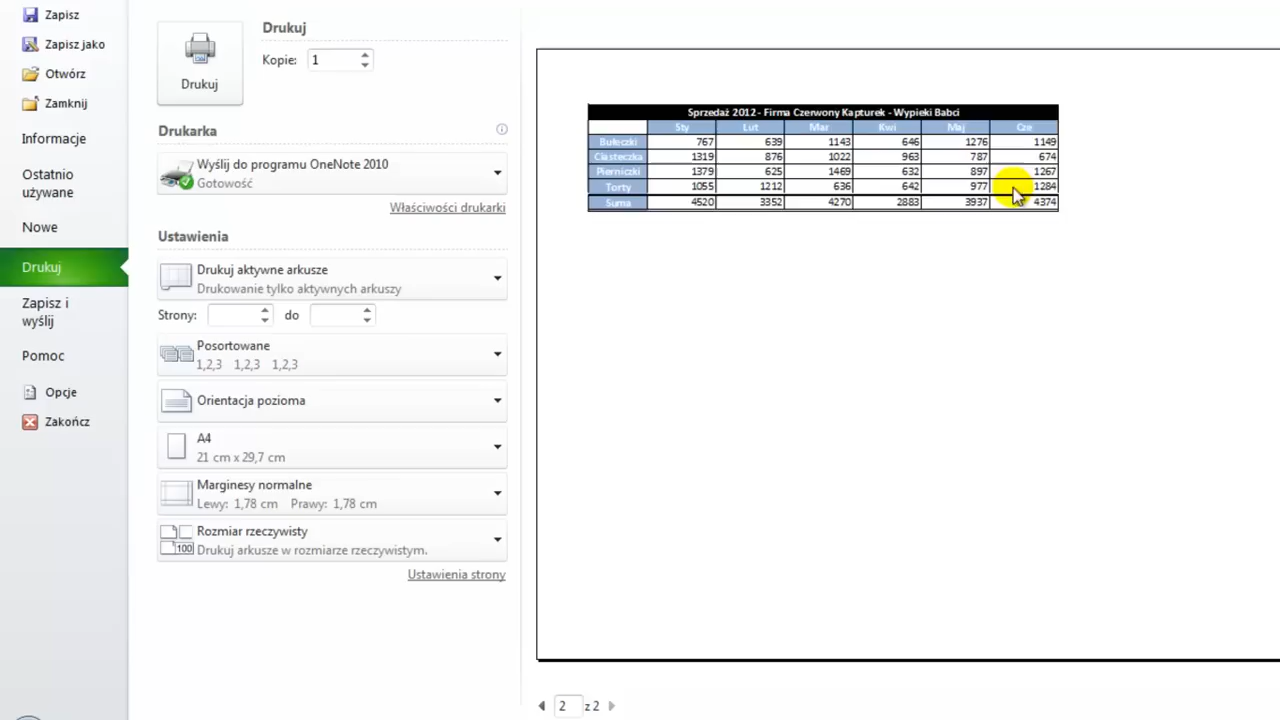 Zapisz
Zapisz jako
Otwórz
Zamknij
Informacje
Ostatnio
używane
Nowe
Drukuj
Zapisz i
wyślij
Pomoc
Opcje
Zakończ
Drukuj
Drukuj
Kopie: 1
Drukarka
Wyślij do programu OneNote 2010
Gotowość
Właściwości drukarki
Ustawienia
Drukuj aktywne arkusze
Drukowanie tylko aktywnych arkuszy
Strony: do
Posortowane
1,2,3 1,2,3 1,2,3
Orientacja pozioma
A4
21 cm x 29,7 cm
Marginesy normalne
Lewy: 1,78 cm Prawy: 1,78 cm
Rozmiar rzeczywisty
100 Drukuj arkusze w rozmiarze rzeczywistym.
Ustawienia strony
Sprzedaż 2012 - Firma Czerwony Kapturek - Wypieki Babci
Sty Lut Mar Kwi Maj Cze
Bułeczki 767 639 1143 646 1276 1149
Ciasteczka 1319 876 1022 963 787 674
Pierniczki 1379 625 1469 632 897 1267
Torty 1055 1212 636 642 977 1284
Suma 4520 3352 4270 2883 3937 4374
2 z 2